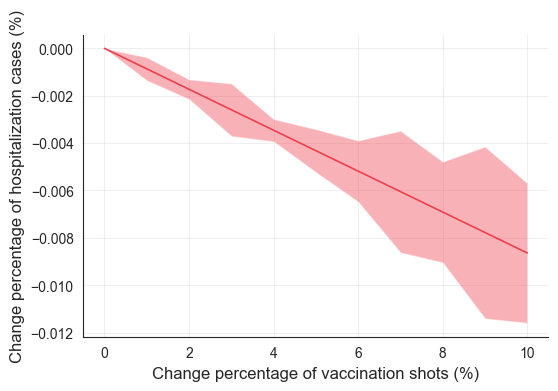 Change percentage of hospitalization cases (%)
0.000
−0.002
−0.004
−0.006
−0.008
−0.010
−0.012
0 2 4 6 8 10
Change percentage of vaccination shots (%)